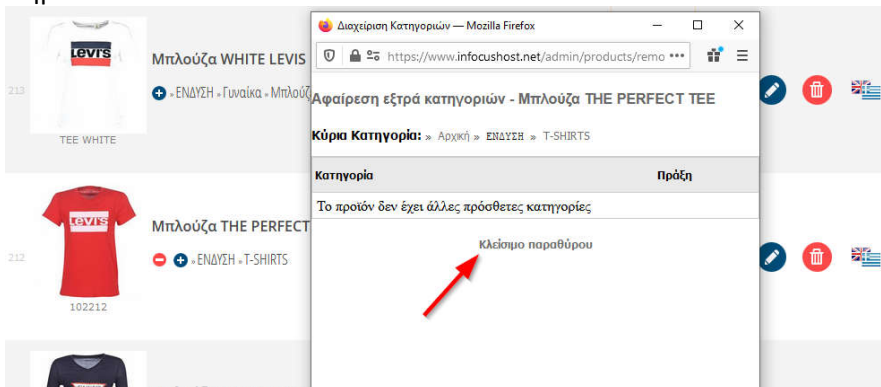 Διαχείριση Κατηγοριών — Mozilla Firefox
https://www.infocushost.net/admin/products/remo
LEVI'S
Μπλούζα WHITE LEVIS
213
» ΕΝΔΥΣΗ » Γυναίκα » Μπλούζ
TEE WHITE
Αφαίρεση εξτρά κατηγοριών - Μπλούζα THE PERFECT TEE
Κύρια Κατηγορία: » Αρχική » ΕΝΔΥΣΗ » T-SHIRTS
Κατηγορία Πράξη
Το προϊόν δεν έχει άλλες πρόσθετες κατηγορίες
Κλείσιμο παραθύρου
LEVI'S
Μπλούζα THE PERFECT
212
» ΕΝΔΥΣΗ » T-SHIRTS
102212